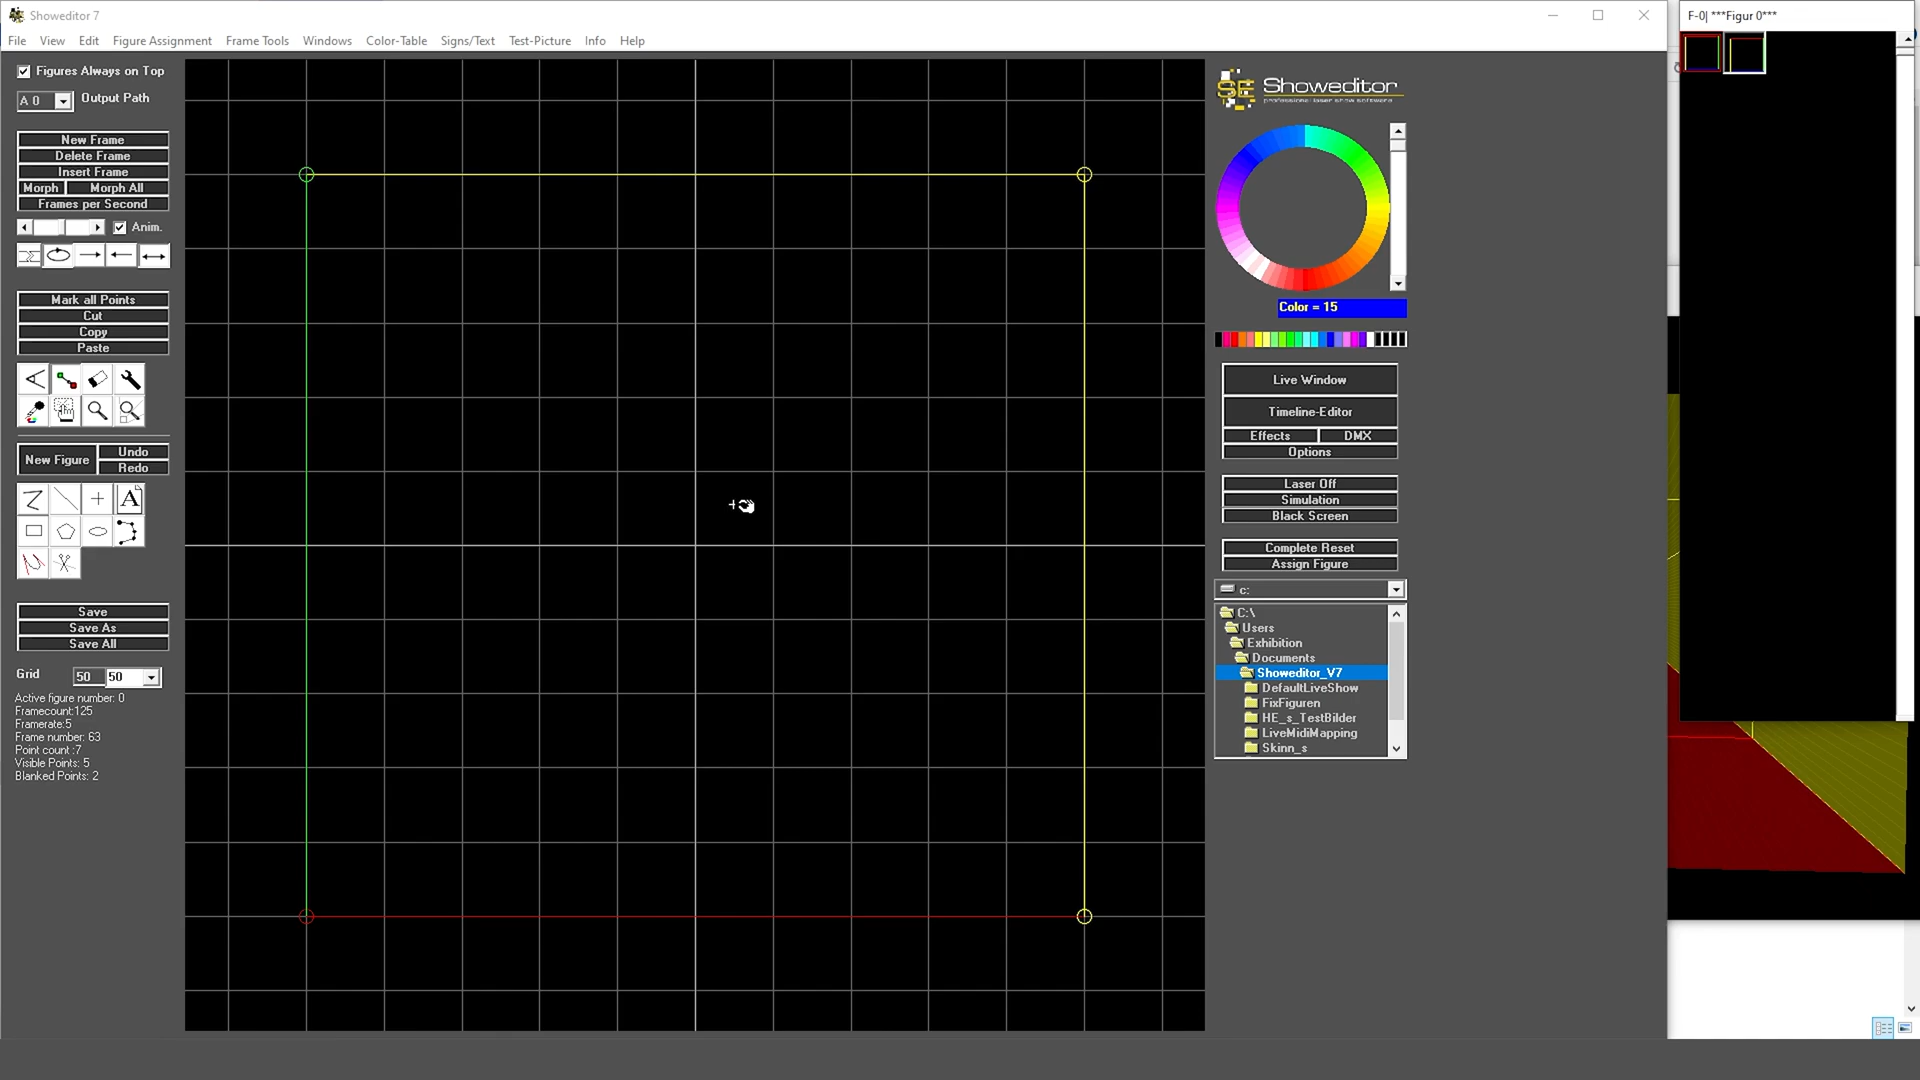 Showeditor 7
F-0| ***Figur 0***
File View Edit Figure Assignment Frame Tools Windows Color-Table Signs/Text Test-Picture Info Help
Figures Always on Top
A 0 Output Path
New Frame
Delete Frame
Insert Frame
Morph Morph All
Frames per Second
Anim.
Mark all Points
Cut
Copy
Paste
New Figure
Undo
Redo
A
Save
Save As
Save All
Grid 50 50
Active figure number: 0
Framecount:125
Framerate:5
Frame number: 63
Point count :7
Visible Points: 5
Blanked Points: 2
SE Showeditor
professional laser show software
Color = 15
Live Window
Timeline-Editor
Effects DMX
Options
Laser Off
Simulation
Black Screen
Complete Reset
Assign Figure
c:
C:\
Users
Exhibition
Documents
Showeditor_V7
DefaultLiveShow
FixFiguren
HE_s_TestBilder
LiveMidiMapping
Skinn_s